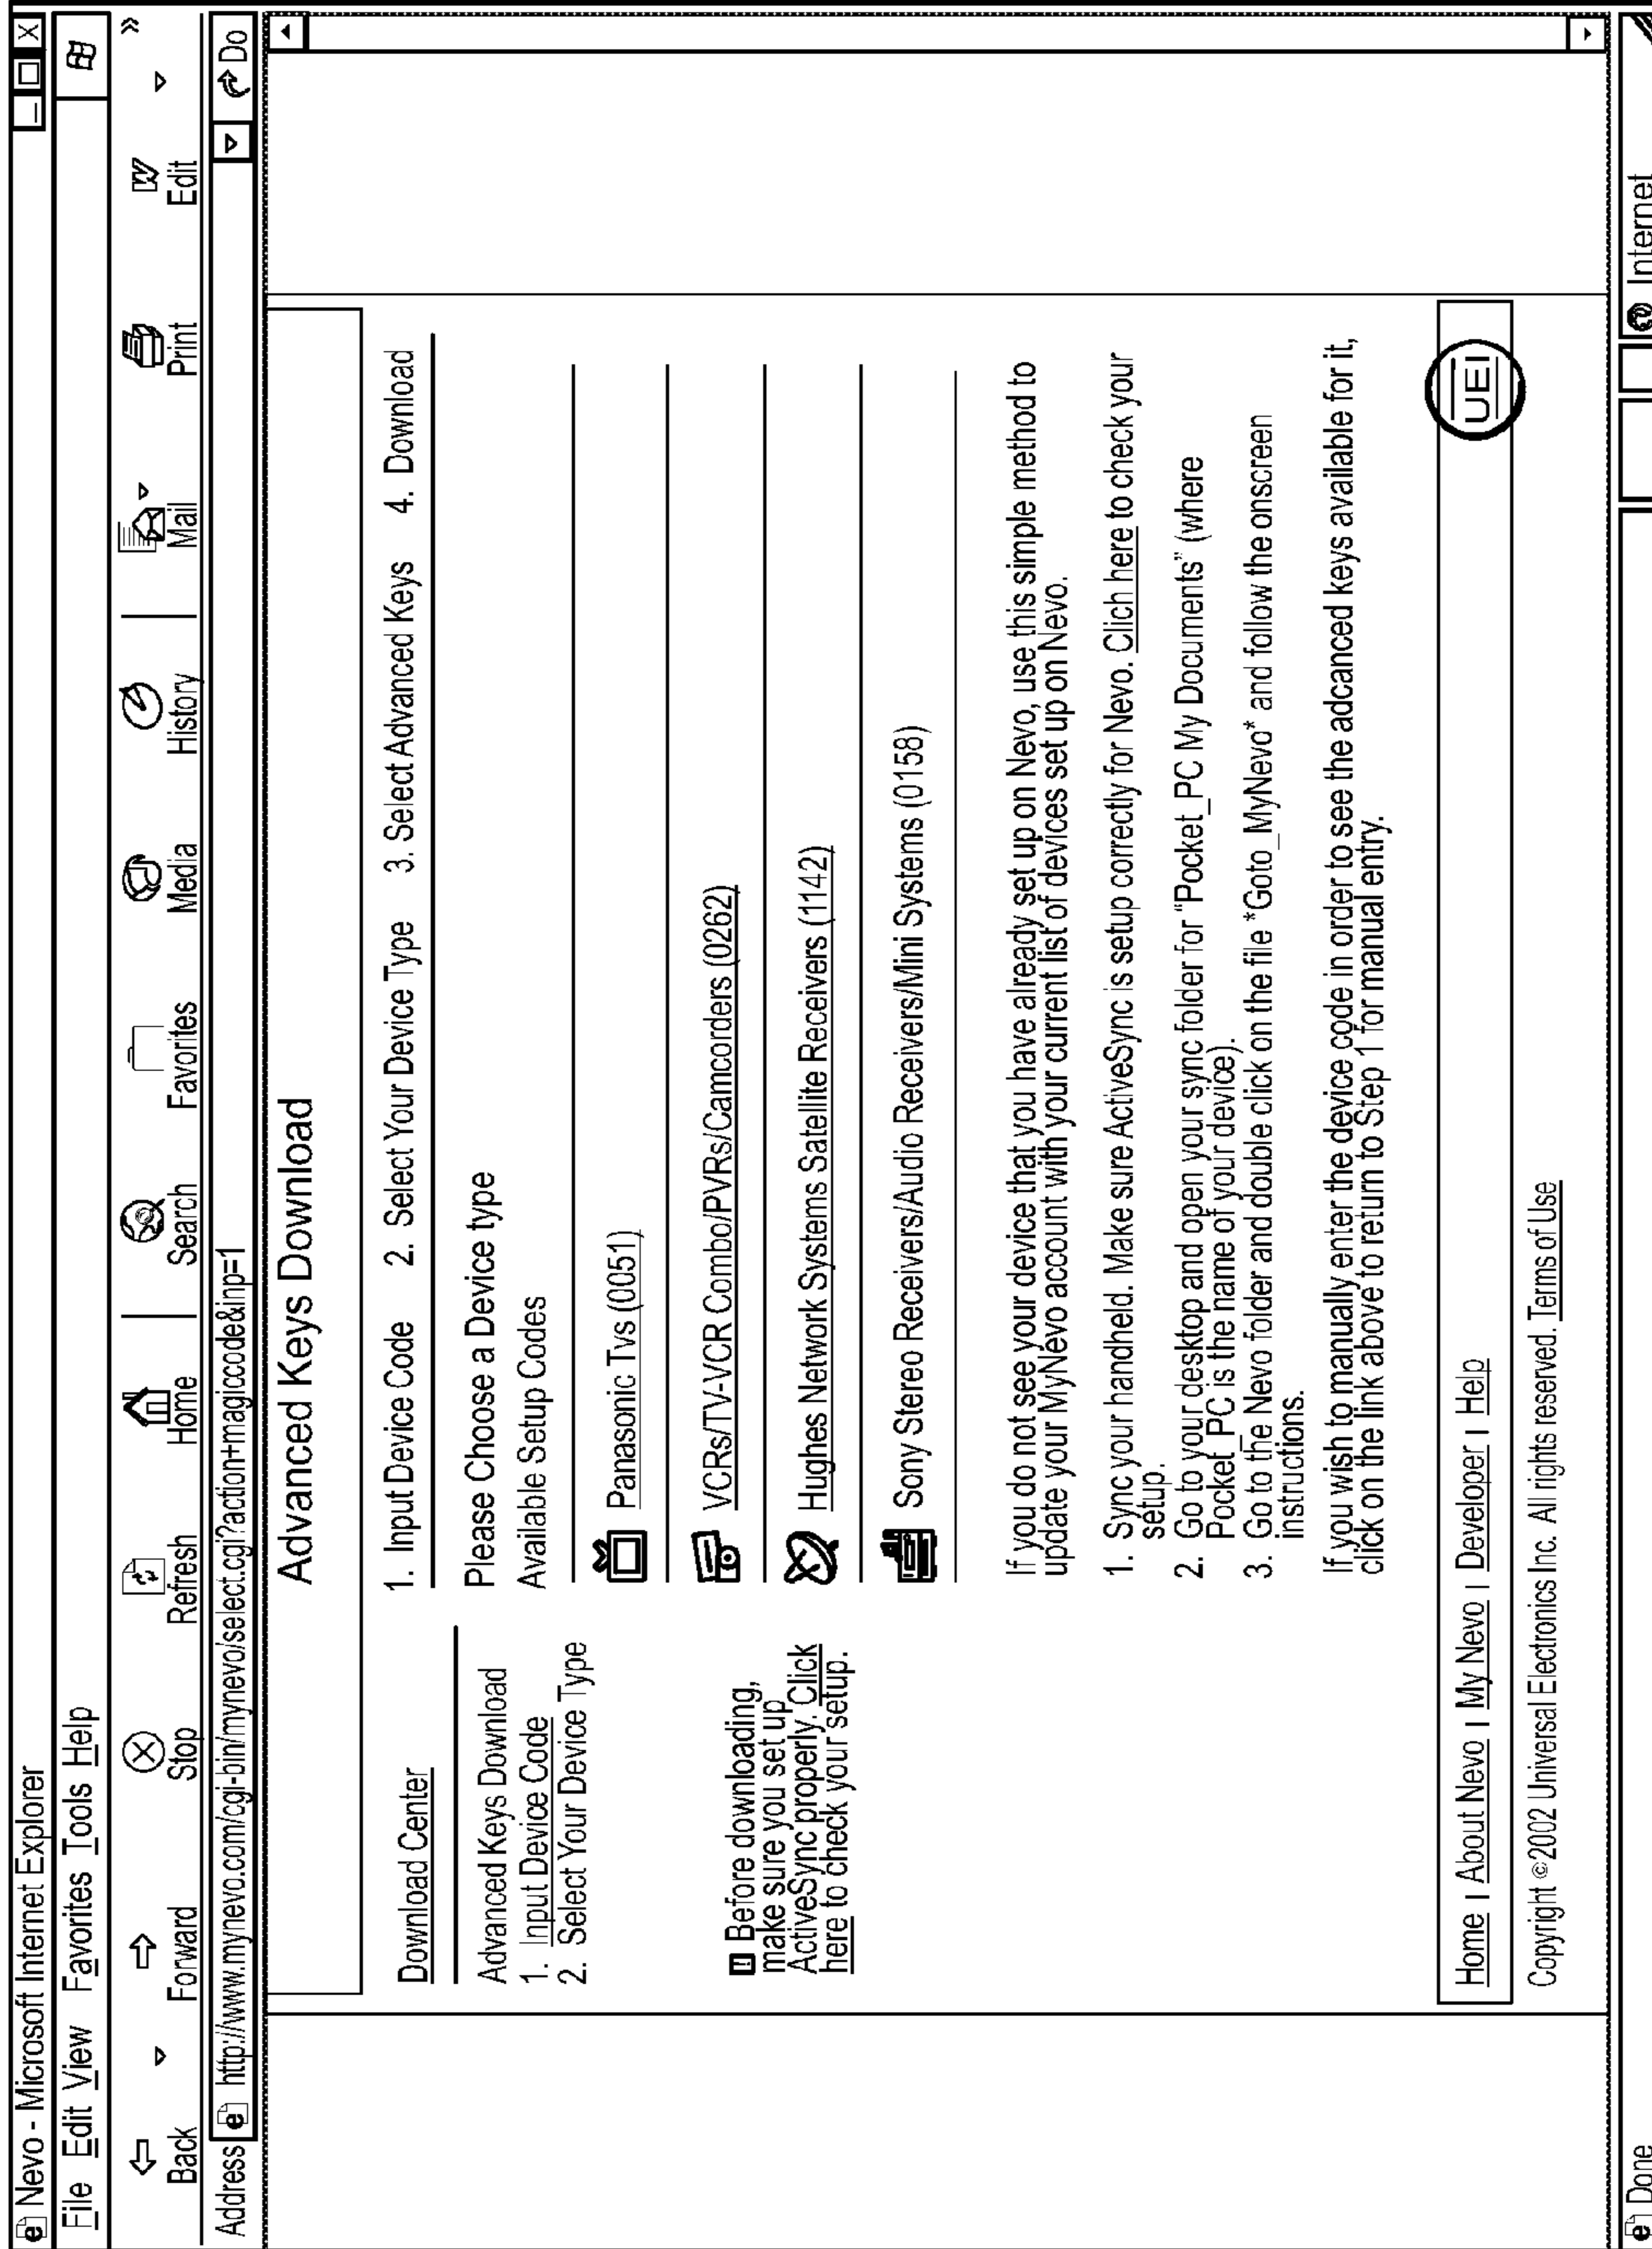 Nevo - Microsoft Internet Explorer
File Edit View Favorites Tools Help
Back Forward Stop Refresh Home Search Favorites Media History Mail Print Edit »
Address http://www.mynevo.com/cgi-bin/mynevo/select.cgi?action+magiccode&inp=1 Do
Advanced Keys Download
Download Center
Advanced Keys Download
1. Input Device Code
2. Select Your Device Type
! Before downloading,
make sure you set up
ActiveSync properly. Click
here to check your setup.
1. Input Device Code 2. Select Your Device Type 3. Select Advanced Keys 4. Download
Please Choose a Device type
Available Setup Codes
Panasonic Tvs (0051)
VCRs/TV-VCR Combo/PVRs/Camcorders (0262)
Hughes Network Systems Satellite Receivers (1142)
Sony Stereo Receivers/Audio Receivers/Mini Systems (0158)
If you do not see your device that you have already set up on Nevo, use this simple method to
update your MyNevo account with your current list of devices set up on Nevo.
1. Sync your handheld. Make sure ActiveSync is setup correctly for Nevo. Clich here to check your
setup.
2. Go to your desktop and open your sync folder for “Pocket_PC My Documents” (where
Pocket_PC is the name of your device).
3. Go to the Nevo folder and double click on the file *Goto_MyNevo* and follow the onscreen
instructions.
If you wish to manually enter the device code in order to see the adcanced keys available for it,
click on the link above to return to Step 1 for manual entry.
Home | About Nevo | My Nevo | Developer | Help
UEI
Copyright ©2002 Universal Electronics Inc. All rights reserved. Terms of Use
Done Internet